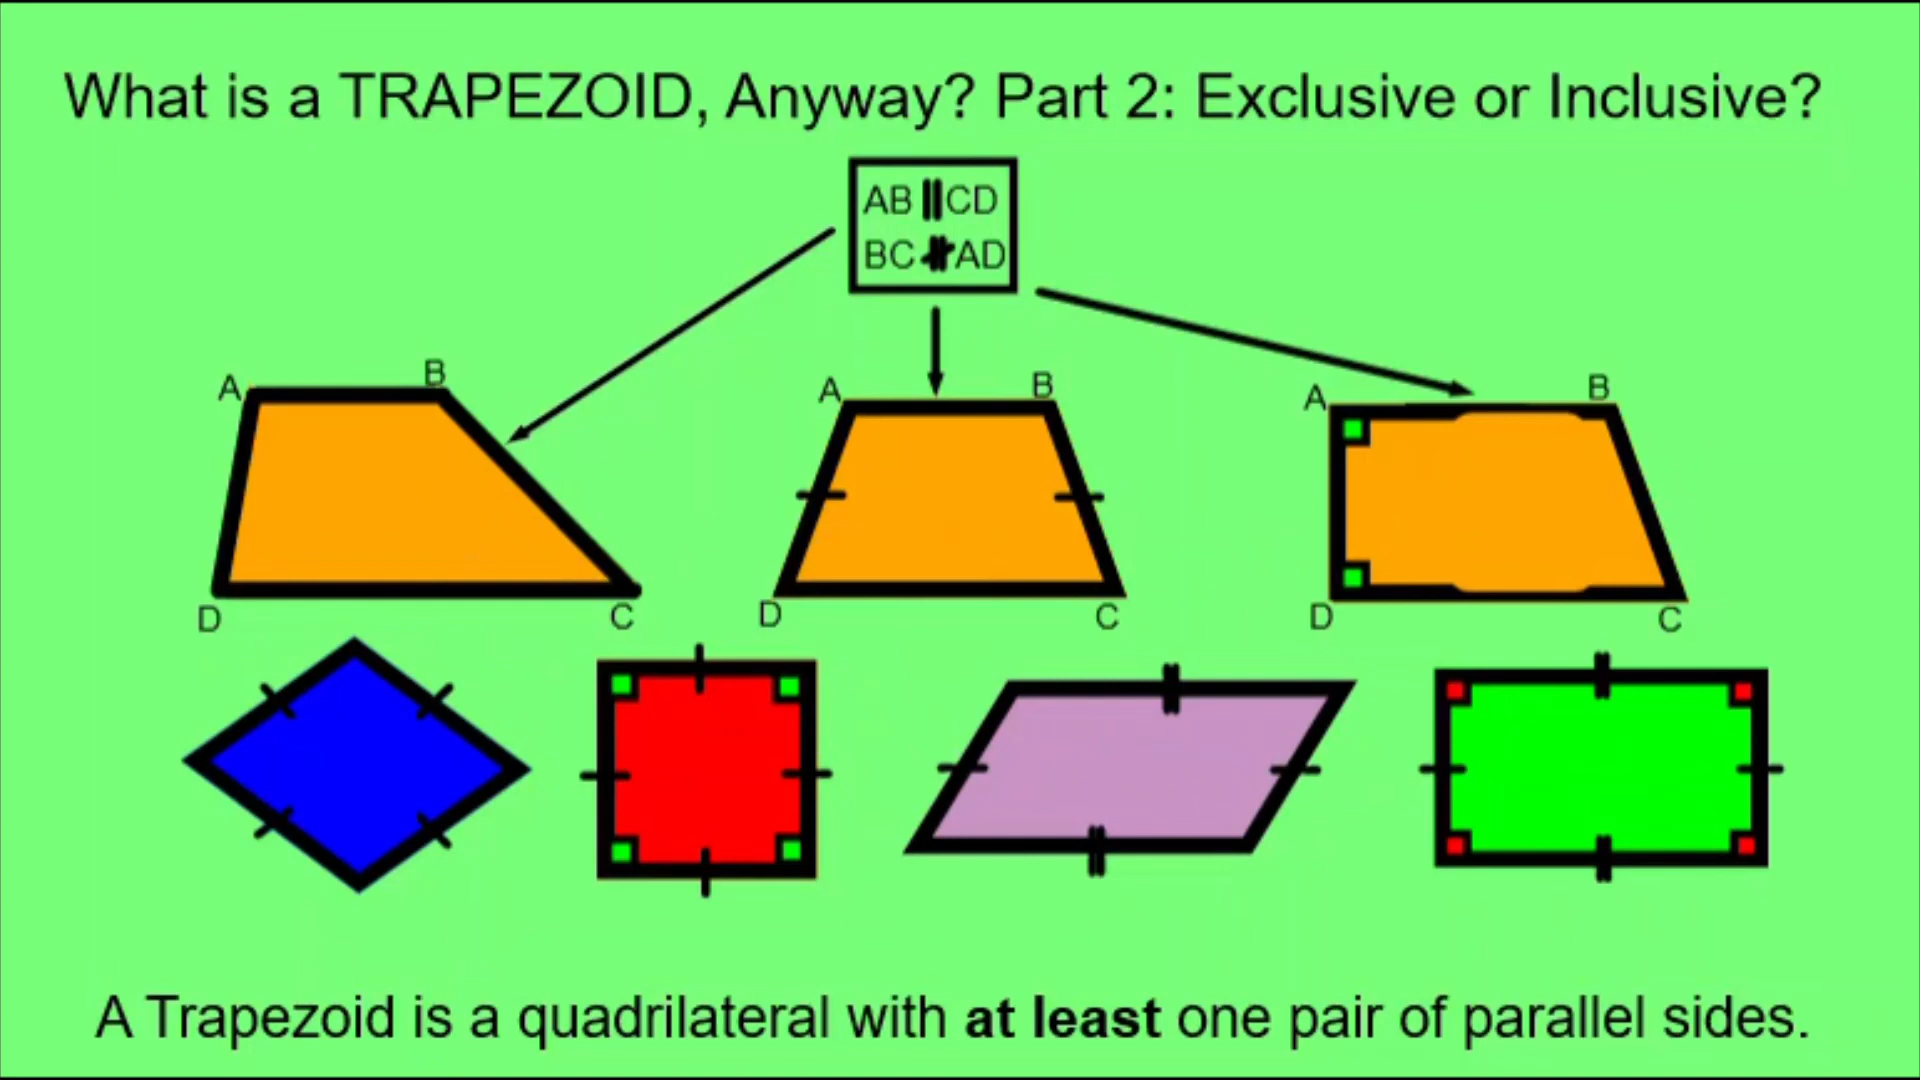 What is a TRAPEZOID, Anyway? Part 2: Exclusive or Inclusive?
AB ∥ CD
BC ∦ AD
A B
D C
A B
D C
A B
D C
A Trapezoid is a quadrilateral with at least one pair of parallel sides.